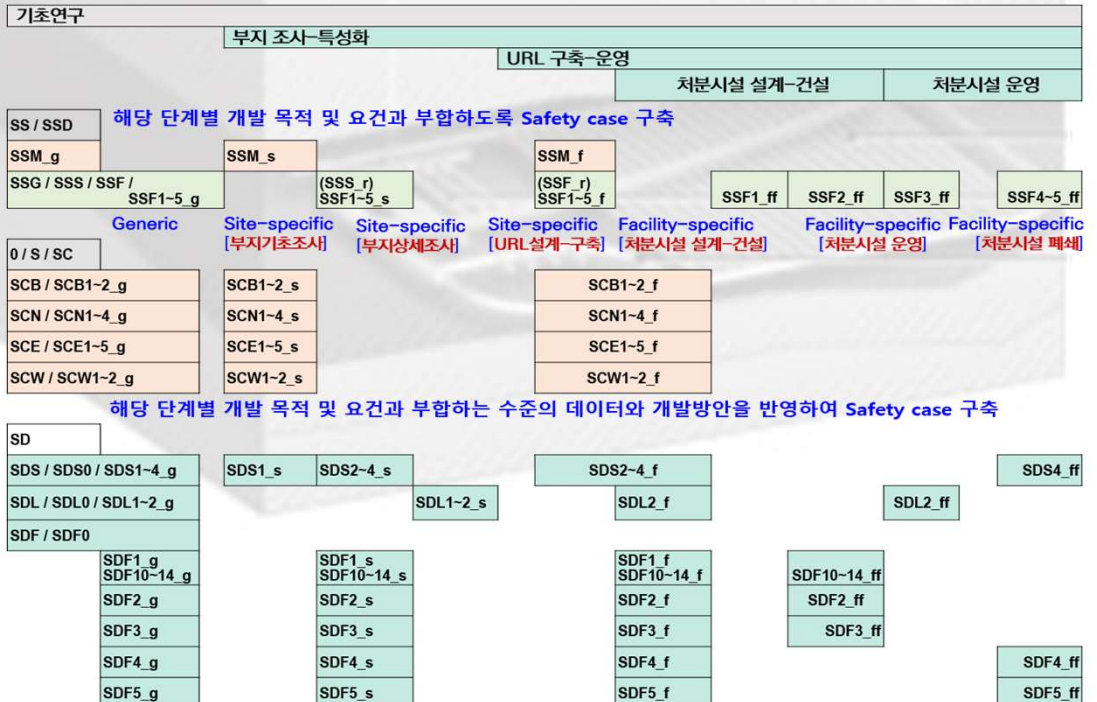 기초연구
부지 조사-특성화
URL 구축-운영
처분시설 설계-건설 처분시설 운영
SS / SSD 해당 단계별 개발 목적 및 요건과 부합하도록 Safety case 구축
SSM_g SSM_s SSM_f
SSG / SSS / SSF / (SSS_r) (SSF_r)
SSF1~5_g SSF1~5_s SSF1~5_f SSF1_ff SSF2_ff SSF3_ff SSF4~5_ff
Generic Site-specific Site-specific Site-specific Facility-specific Facility-specific Facility-specific
[부지기초조사] [부지상세조사] [URL설계-구축] [처분시설 설계-건설] [처분시설 운영] [처분시설 폐쇄]
0 / S / SC
SCB / SCB1~2_g SCB1~2_s SCB1~2_f
SCN / SCN1~4_g SCN1~4_s SCN1~4_f
SCE / SCE1~5_g SCE1~5_s SCE1~5_f
SCW / SCW1~2_g SCW1~2_s SCW1~2_f
해당 단계별 개발 목적 및 요건과 부합하는 수준의 데이터와 개발방안을 반영하여 Safety case 구축
SD
SDS / SDS0 / SDS1~4_g SDS1_s SDS2~4_s SDS2~4_f SDS4_ff
SDL / SDL0 / SDL1~2_g SDL1~2_s SDL2_f SDL2_ff
SDF / SDF0
SDF1_g SDF1_s SDF1_f
SDF10~14_g SDF10~14_s SDF10~14_f SDF10~14_ff
SDF2_g SDF2_s SDF2_f SDF2_ff
SDF3_g SDF3_s SDF3_f SDF3_ff
SDF4_g SDF4_s SDF4_f SDF4_ff
SDF5_g SDF5_s SDF5_f SDF5_ff